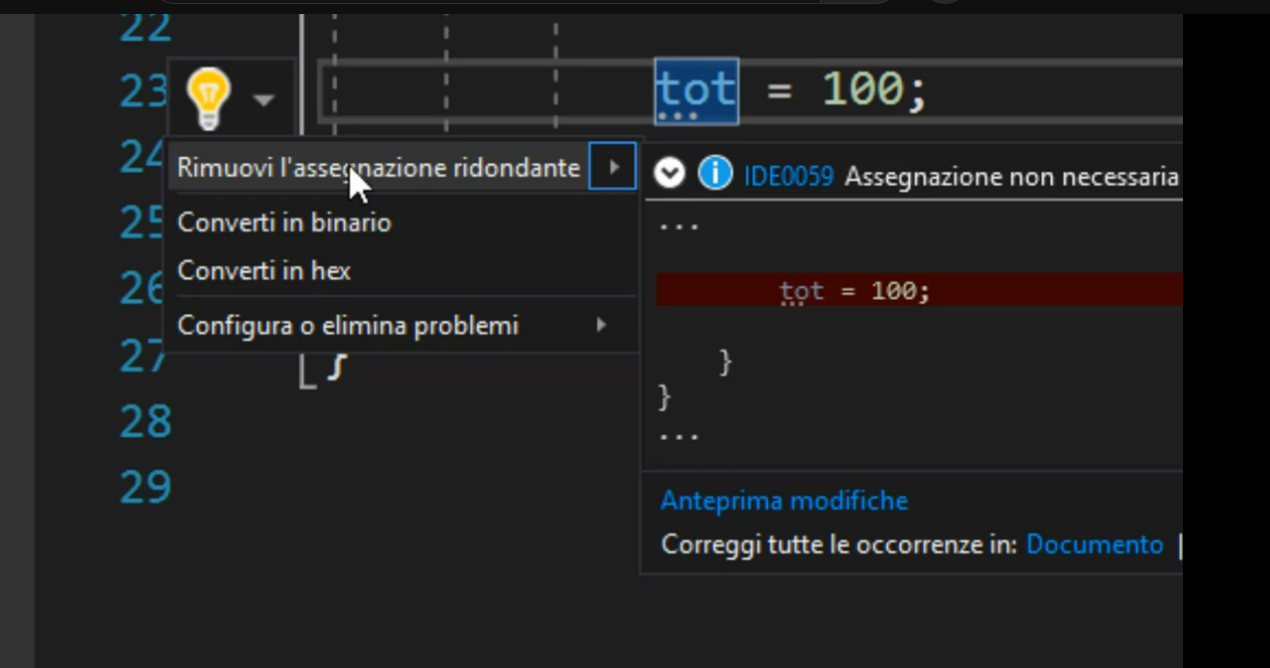 22
23 tot = 100;
24
Rimuovi l'assegnazione ridondante
IDE0059 Assegnazione non necessaria
25
Converti in binario
...
26
Converti in hex
tot = 100;
Configura o elimina problemi
27
}
}
}
...
28
29
Anteprima modifiche
Correggi tutte le occorrenze in: Documento |